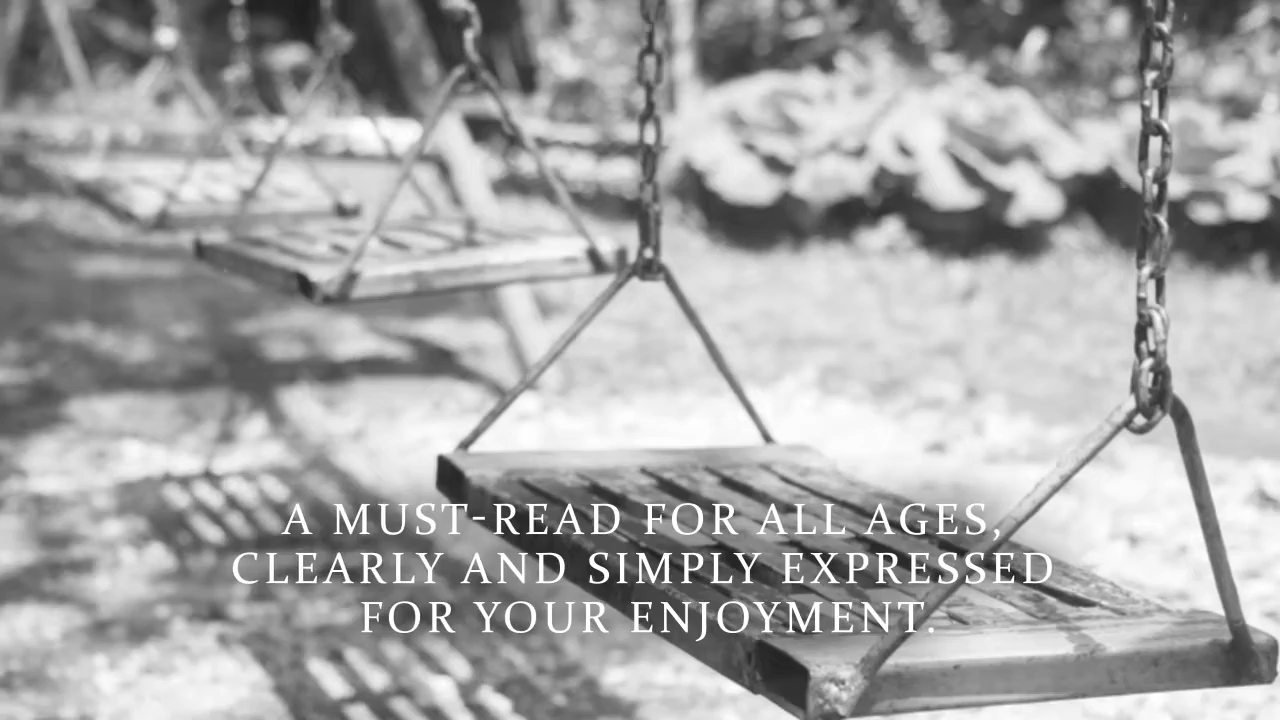 A MUST-READ FOR ALL AGES,
CLEARLY AND SIMPLY EXPRESSED
FOR YOUR ENJOYMENT.